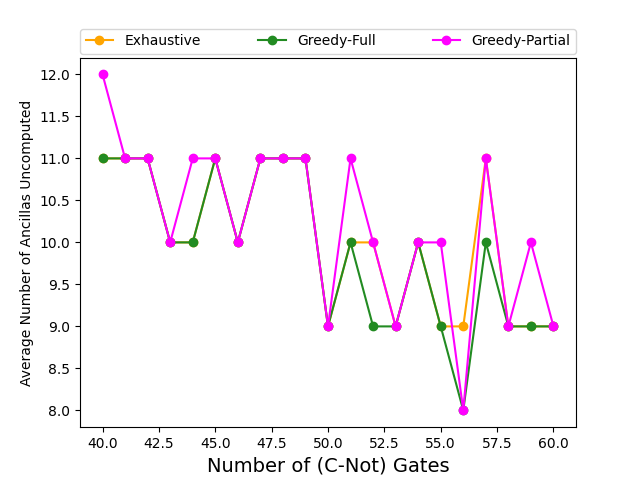 Exhaustive Greedy-Full Greedy-Partial
Average Number of Ancillas Uncomputed
12.0
11.5
11.0
10.5
10.0
9.5
9.0
8.5
8.0
40.0 42.5 45.0 47.5 50.0 52.5 55.0 57.5 60.0
Number of (C-Not) Gates